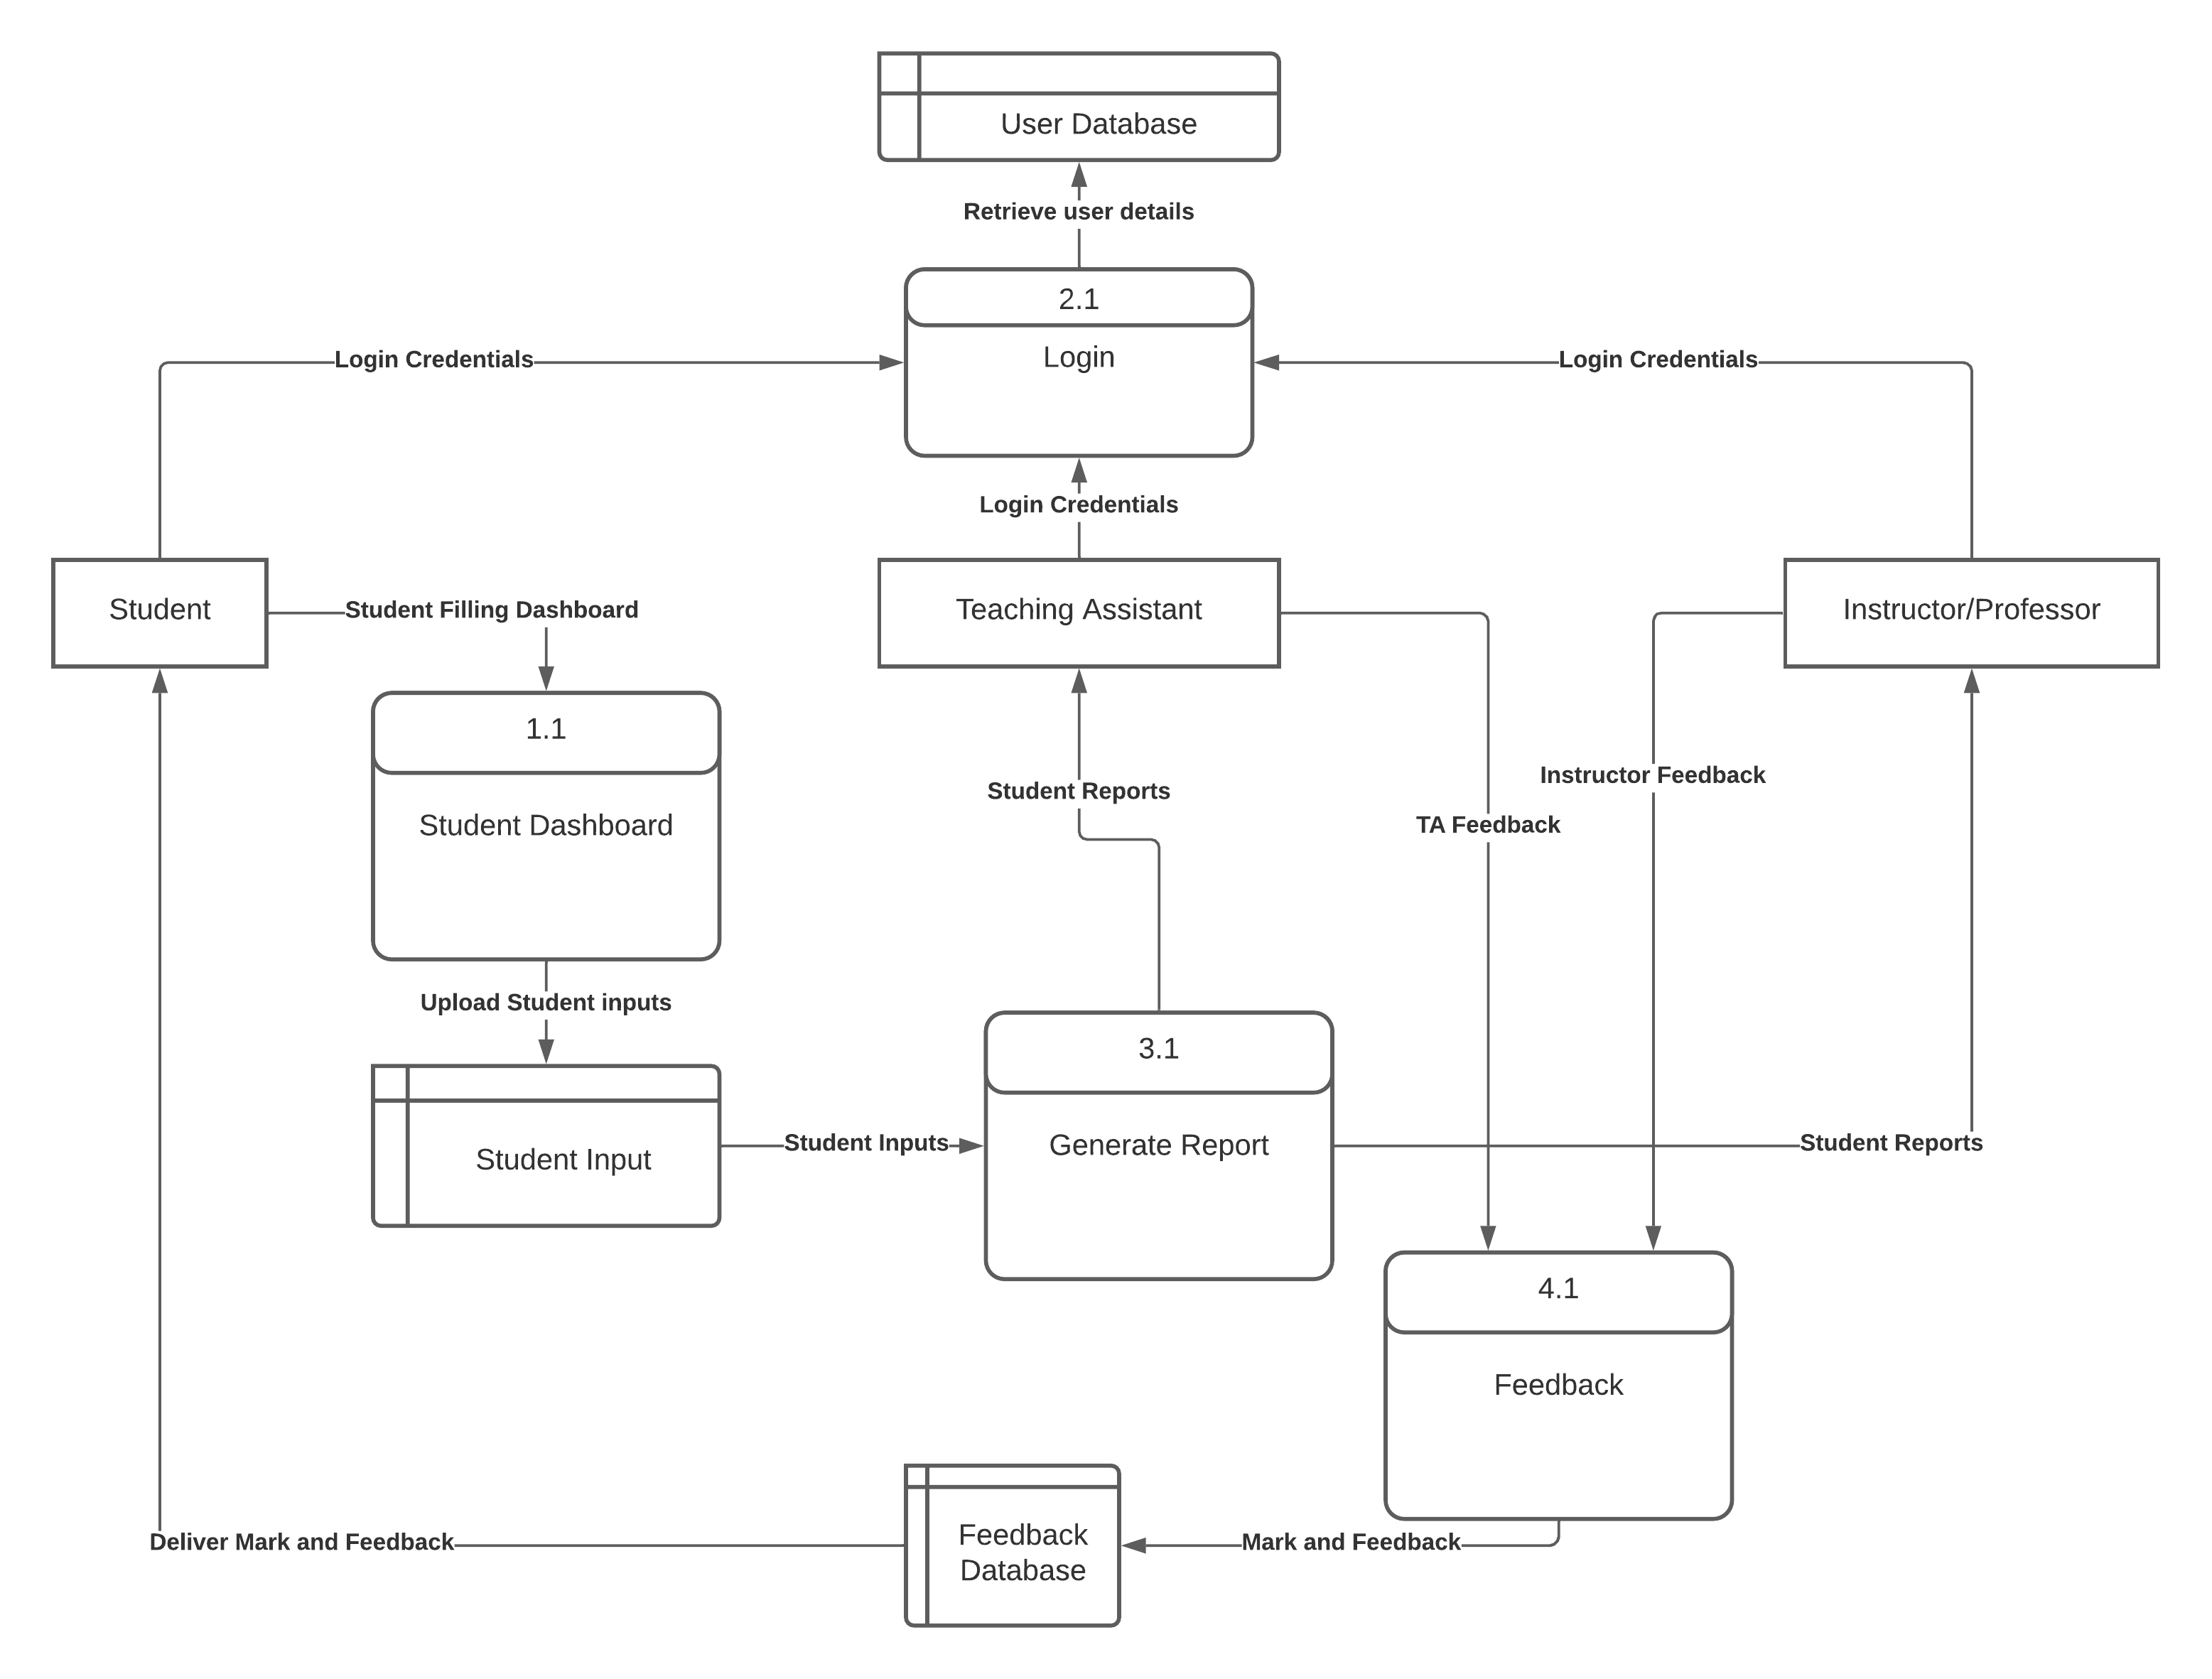 User Database
Retrieve user details
2.1
Login
Login Credentials
Login Credentials
Login Credentials
Student
Student Filling Dashboard
Teaching Assistant
Instructor/Professor
1.1
Student Dashboard
Student Reports
Instructor Feedback
TA Feedback
Upload Student inputs
3.1
Student Input
Student Inputs
Generate Report
Student Reports
4.1
Feedback
Deliver Mark and Feedback
Feedback
Database
Mark and Feedback